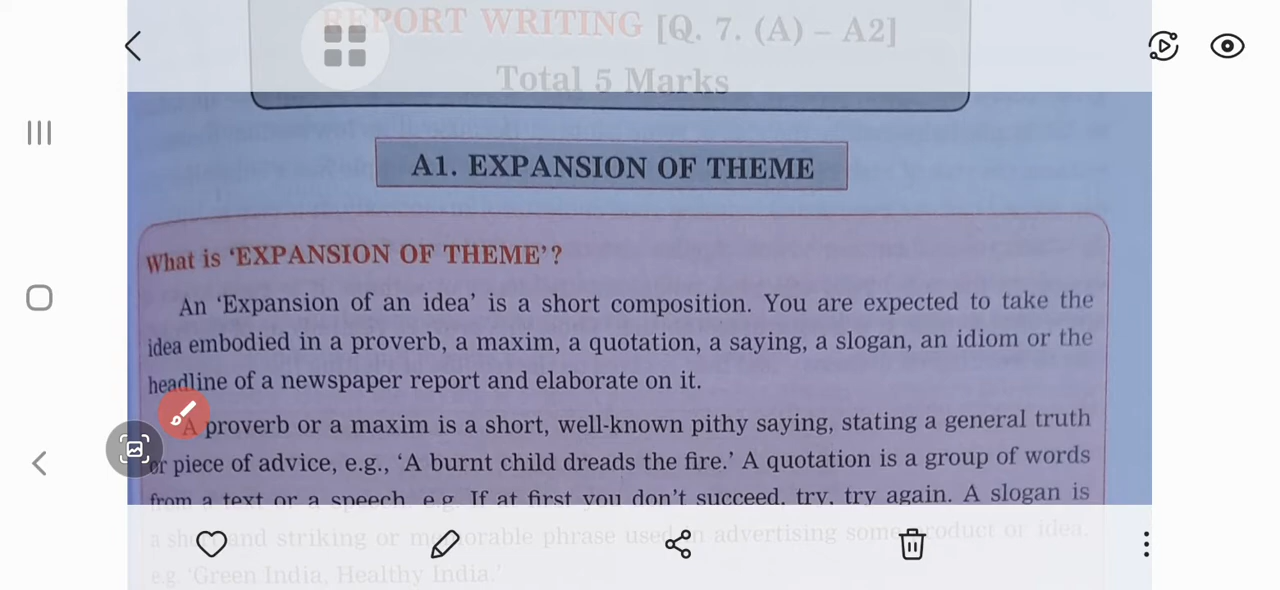 REPORT WRITING [Q. 7. (A) – A2]
Total 5 Marks
A1. EXPANSION OF THEME
What is ‘EXPANSION OF THEME’?
An ‘Expansion of an idea’ is a short composition. You are expected to take the
idea embodied in a proverb, a maxim, a quotation, a saying, a slogan, an idiom or the
headline of a newspaper report and elaborate on it.
A proverb or a maxim is a short, well-known pithy saying, stating a general truth
or piece of advice, e.g., ‘A burnt child dreads the fire.’ A quotation is a group of words
from a text or a speech, e.g. If at first you don’t succeed, try, try again. A slogan is
a short and striking or memorable phrase used in advertising some product or idea.
e.g. ‘Green India, Healthy India.’